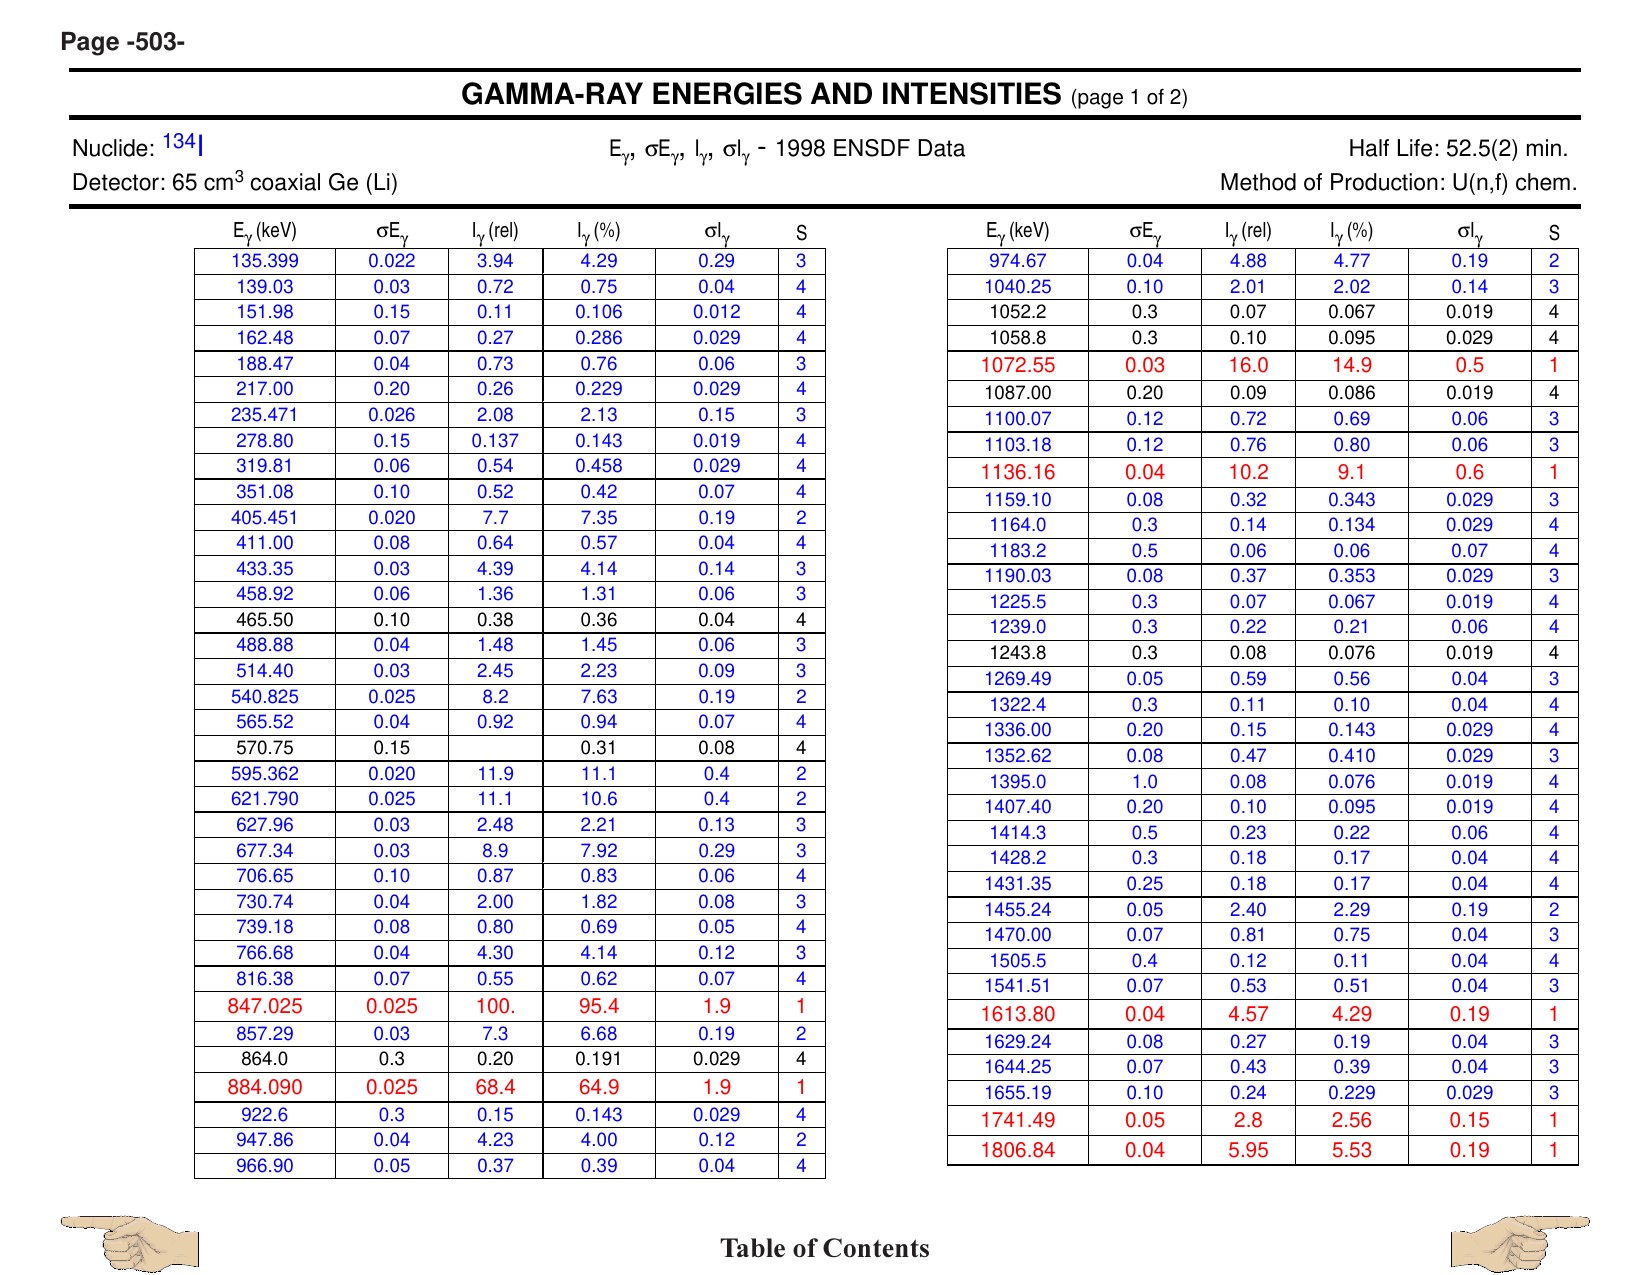 Page -503-
GAMMA-RAY ENERGIES AND INTENSITIES (page 1 of 2)
Nuclide: 134I
Eγ, σEγ, Iγ, σIγ - 1998 ENSDF Data
Half Life: 52.5(2) min.
Detector: 65 cm3 coaxial Ge (Li)
Method of Production: U(n,f) chem.
Eγ (keV) σEγ Iγ (rel) Iγ (%) σIγ S
135.399 0.022 3.94 4.29 0.29 3
139.03 0.03 0.72 0.75 0.04 4
151.98 0.15 0.11 0.106 0.012 4
162.48 0.07 0.27 0.286 0.029 4
188.47 0.04 0.73 0.76 0.06 3
217.00 0.20 0.26 0.229 0.029 4
235.471 0.026 2.08 2.13 0.15 3
278.80 0.15 0.137 0.143 0.019 4
319.81 0.06 0.54 0.458 0.029 4
351.08 0.10 0.52 0.42 0.07 4
405.451 0.020 7.7 7.35 0.19 2
411.00 0.08 0.64 0.57 0.04 4
433.35 0.03 4.39 4.14 0.14 3
458.92 0.06 1.36 1.31 0.06 3
465.50 0.10 0.38 0.36 0.04 4
488.88 0.04 1.48 1.45 0.06 3
514.40 0.03 2.45 2.23 0.09 3
540.825 0.025 8.2 7.63 0.19 2
565.52 0.04 0.92 0.94 0.07 4
570.75 0.15 0.31 0.08 4
595.362 0.020 11.9 11.1 0.4 2
621.790 0.025 11.1 10.6 0.4 2
627.96 0.03 2.48 2.21 0.13 3
677.34 0.03 8.9 7.92 0.29 3
706.65 0.10 0.87 0.83 0.06 4
730.74 0.04 2.00 1.82 0.08 3
739.18 0.08 0.80 0.69 0.05 4
766.68 0.04 4.30 4.14 0.12 3
816.38 0.07 0.55 0.62 0.07 4
847.025 0.025 100. 95.4 1.9 1
857.29 0.03 7.3 6.68 0.19 2
864.0 0.3 0.20 0.191 0.029 4
884.090 0.025 68.4 64.9 1.9 1
922.6 0.3 0.15 0.143 0.029 4
947.86 0.04 4.23 4.00 0.12 2
966.90 0.05 0.37 0.39 0.04 4
Eγ (keV) σEγ Iγ (rel) Iγ (%) σIγ S
974.67 0.04 4.88 4.77 0.19 2
1040.25 0.10 2.01 2.02 0.14 3
1052.2 0.3 0.07 0.067 0.019 4
1058.8 0.3 0.10 0.095 0.029 4
1072.55 0.03 16.0 14.9 0.5 1
1087.00 0.20 0.09 0.086 0.019 4
1100.07 0.12 0.72 0.69 0.06 3
1103.18 0.12 0.76 0.80 0.06 3
1136.16 0.04 10.2 9.1 0.6 1
1159.10 0.08 0.32 0.343 0.029 3
1164.0 0.3 0.14 0.134 0.029 4
1183.2 0.5 0.06 0.06 0.07 4
1190.03 0.08 0.37 0.353 0.029 3
1225.5 0.3 0.07 0.067 0.019 4
1239.0 0.3 0.22 0.21 0.06 4
1243.8 0.3 0.08 0.076 0.019 4
1269.49 0.05 0.59 0.56 0.04 3
1322.4 0.3 0.11 0.10 0.04 4
1336.00 0.20 0.15 0.143 0.029 4
1352.62 0.08 0.47 0.410 0.029 3
1395.0 1.0 0.08 0.076 0.019 4
1407.40 0.20 0.10 0.095 0.019 4
1414.3 0.5 0.23 0.22 0.06 4
1428.2 0.3 0.18 0.17 0.04 4
1431.35 0.25 0.18 0.17 0.04 4
1455.24 0.05 2.40 2.29 0.19 2
1470.00 0.07 0.81 0.75 0.04 3
1505.5 0.4 0.12 0.11 0.04 4
1541.51 0.07 0.53 0.51 0.04 3
1613.80 0.04 4.57 4.29 0.19 1
1629.24 0.08 0.27 0.19 0.04 3
1644.25 0.07 0.43 0.39 0.04 3
1655.19 0.10 0.24 0.229 0.029 3
1741.49 0.05 2.8 2.56 0.15 1
1806.84 0.04 5.95 5.53 0.19 1
Table of Contents